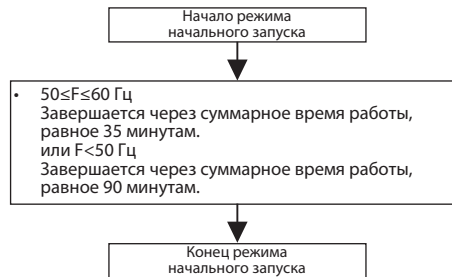 Начало режима
начального запуска
• 50≤F≤60 Гц
Завершается через суммарное время работы,
равное 35 минутам.
или F<50 Гц
Завершается через суммарное время работы,
равное 90 минутам.
Конец режима
начального запуска